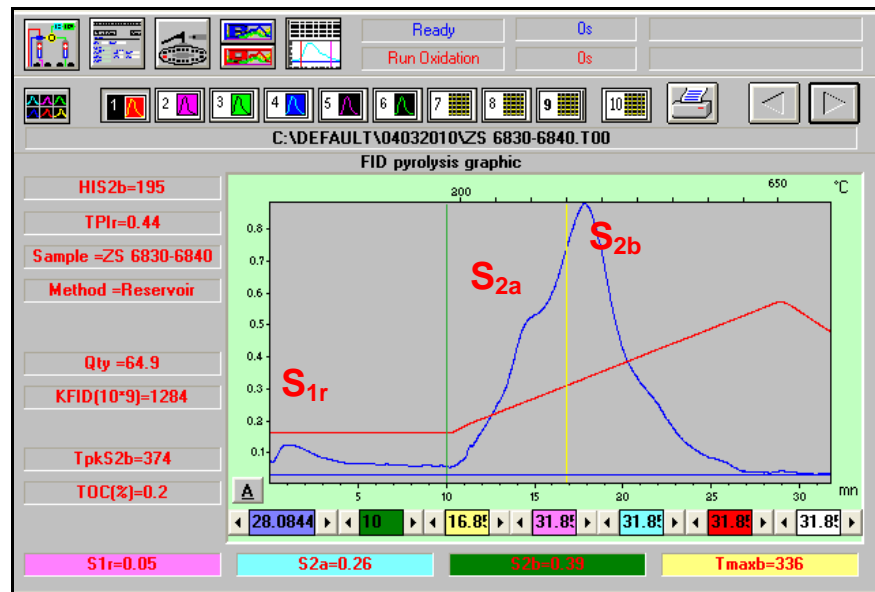 Ready 0s
Run Oxidation 0s
1 2 3 4 5 6 7 8 9 10
C:\DEFAULT\04032010\ZS 6830-6840.T00
FID pyrolysis graphic
HIS2b=195
TPIr=0.44
Sample =ZS 6830-6840
Method =Reservoir
Qty =64.9
KFID(10*9)=1284
TpkS2b=374
TOC(%)=0.2
200 650 °C
0.8
0.7
0.6
0.5
0.4
0.3
0.2
0.1
S1r
S2a
S2b
A
5 10 15 20 25 30 mn
28.0844 10 16.85 31.85 31.85 31.85 31.85
S1r=0.05 S2a=0.26 S2b=0.39 Tmaxb=336